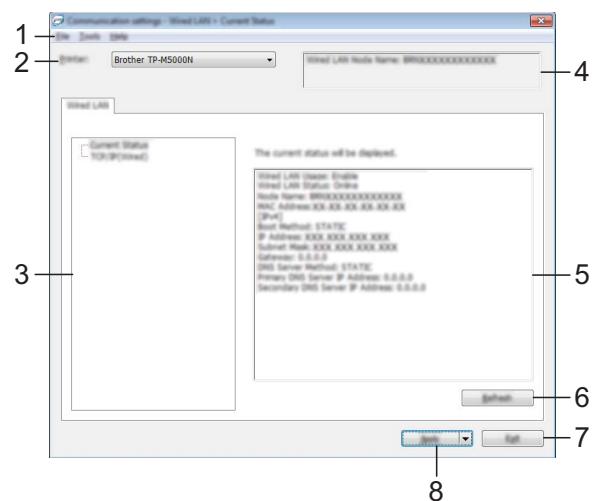 Communication settings - Wired LAN > Current Status
1
File Tools Help
2
Printer:
Brother TP-M5000N
Wired LAN Node Name: BRNXXXXXXXXXXXX
4
Wired LAN
Current Status
TCP/IP(Wired)
The current status will be displayed.
Wired LAN Usage: Enable
Wired LAN Status: Online
Node Name: BRNXXXXXXXXXXXX
MAC Address:XX-XX-XX-XX-XX-XX
[IPv4]
Boot Method: STATIC
IP Address: XXX.XXX.XXX.XXX
Subnet Mask: XXX.XXX.XXX.XXX
Gateway: 0.0.0.0
DNS Server Method: STATIC
Primary DNS Server IP Address: 0.0.0.0
Secondary DNS Server IP Address: 0.0.0.0
3
5
Refresh
6
Apply
Exit
7
8